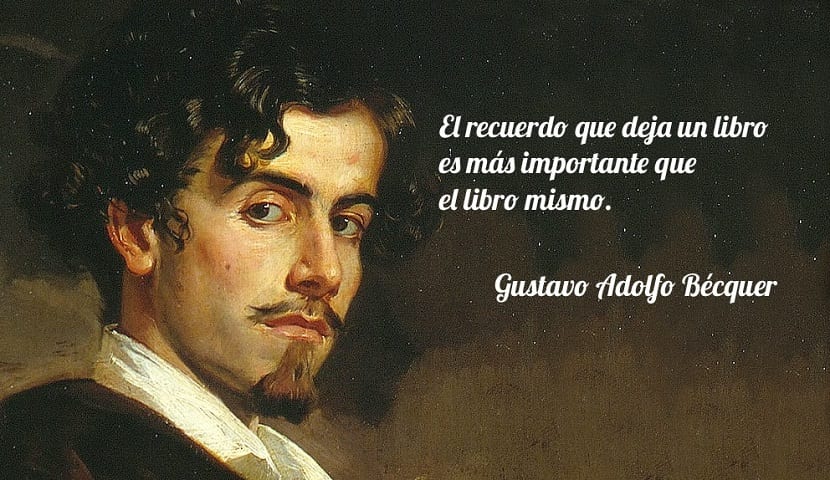 El recuerdo que deja un libro
es más importante que
el libro mismo.
Gustavo Adolfo Bécquer